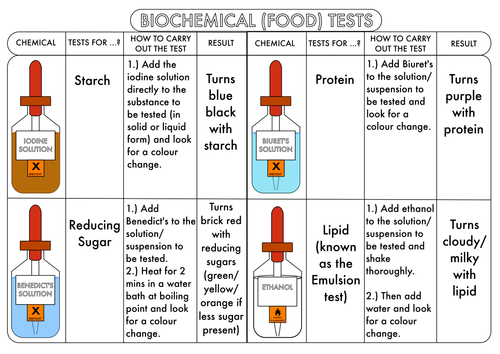 BIOCHEMICAL (FOOD) TESTS
CHEMICAL
TESTS FOR ...?
HOW TO CARRY
OUT THE TEST
RESULT
CHEMICAL
TESTS FOR ...?
HOW TO CARRY
OUT THE TEST
RESULT
IODINE
SOLUTION
X
Starch
1.) Add the
iodine solution
directly to the
substance to
be tested (in
solid or liquid
form) and look
for a colour
change.
Turns
blue
black
with
starch
BIURET'S
SOLUTION
X
Protein
1.) Add Biuret's
to the solution/
suspension to
be tested and
look for a
colour change.
Turns
purple
with
protein
BENEDICT'S
SOLUTION
X
Reducing
Sugar
1.) Add
Benedict's to the
solution/
suspension to
be tested.
2.) Heat for 2
mins in a water
bath at boiling
point and look
for a colour
change.
Turns
brick red
with
reducing
sugars
(green/
yellow/
orange if
less sugar
present)
ETHANOL
Lipid
(known
as the
Emulsion
test)
1.) Add ethanol
to the solution/
suspension to
be tested and
shake
thoroughly.
2.) Then add
water and look
for a colour
change.
Turns
cloudy/
milky
with
lipid